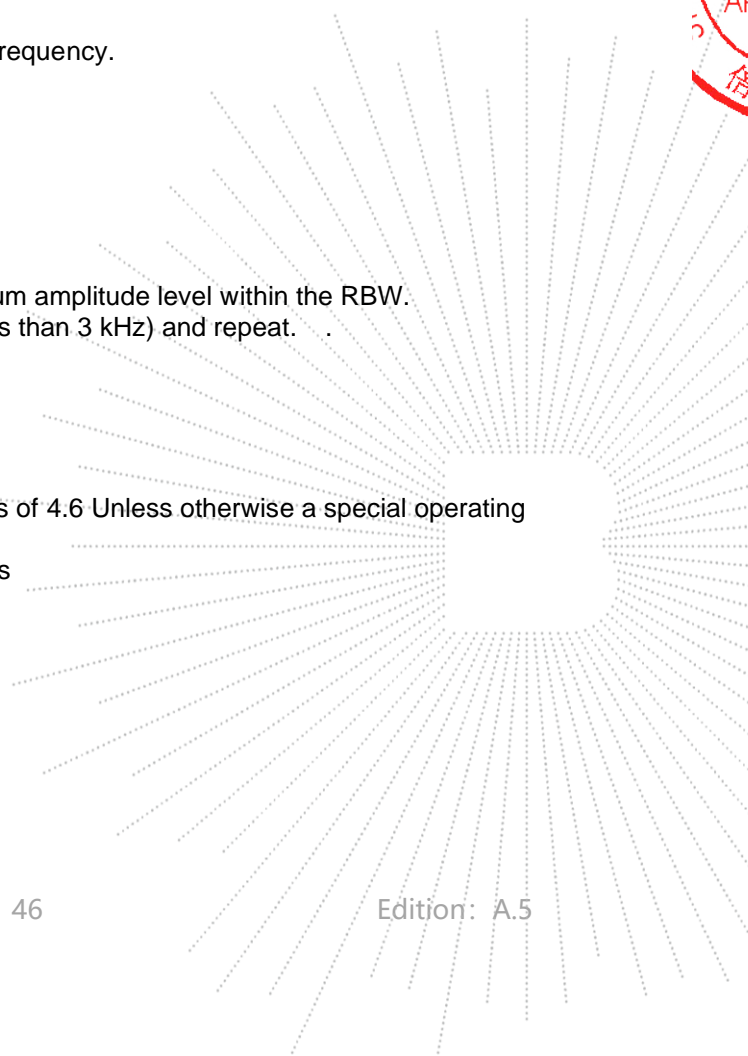 requency.
um amplitude level within the RBW.
s than 3 kHz) and repeat. .
s of 4.6 Unless otherwise a special operating
s
46 Edition：A.5